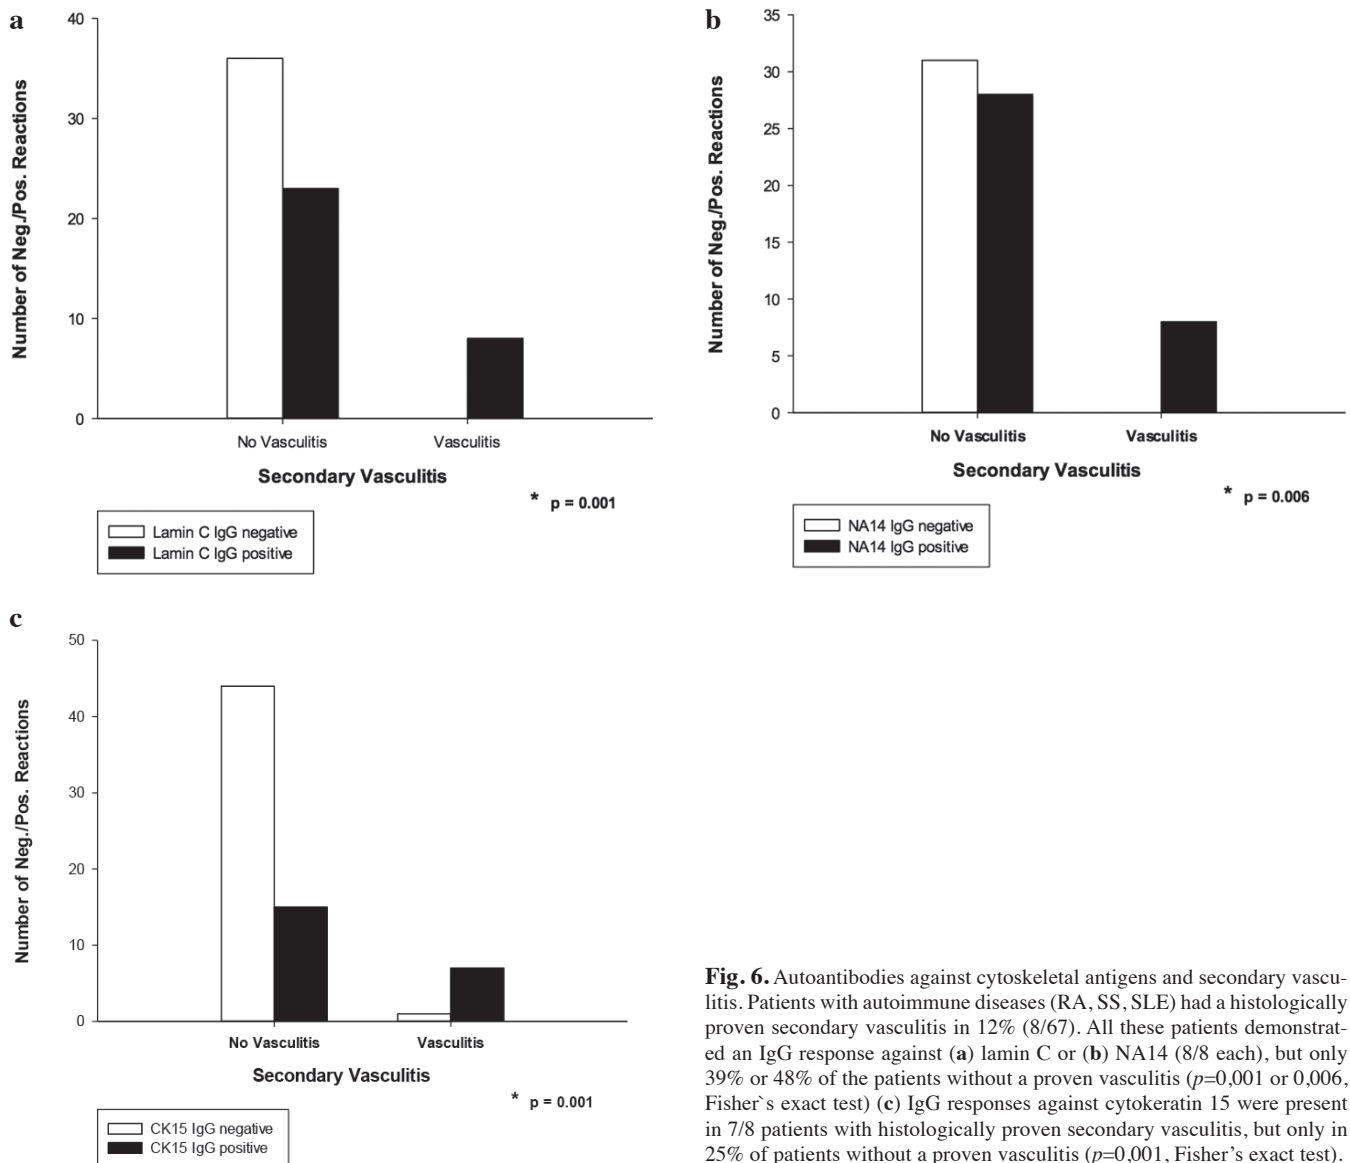 a
40
30
20
10
0
Number of Neg./Pos. Reactions
No Vasculitis Vasculitis
Secondary Vasculitis
* p = 0.001
Lamin C IgG negative
Lamin C IgG positive
b
35
30
25
20
15
10
5
0
Number of Neg./Pos. Reactions
No Vasculitis Vasculitis
Secondary Vasculitis
* p = 0.006
NA14 IgG negative
NA14 IgG positive
c
50
40
30
20
10
0
Number of Neg./Pos. Reactions
No Vasculitis Vasculitis
Secondary Vasculitis
* p = 0.001
CK15 IgG negative
CK15 IgG positive
Fig. 6. Autoantibodies against cytoskeletal antigens and secondary vascu-
litis. Patients with autoimmune diseases (RA, SS, SLE) had a histologically
proven secondary vasculitis in 12% (8/67). All these patients demonstrat-
ed an IgG response against (a) lamin C or (b) NA14 (8/8 each), but only
39% or 48% of the patients without a proven vasculitis (p=0,001 or 0,006,
Fisher`s exact test) (c) IgG responses against cytokeratin 15 were present
in 7/8 patients with histologically proven secondary vasculitis, but only in
25% of patients without a proven vasculitis (p=0,001, Fisher's exact test).